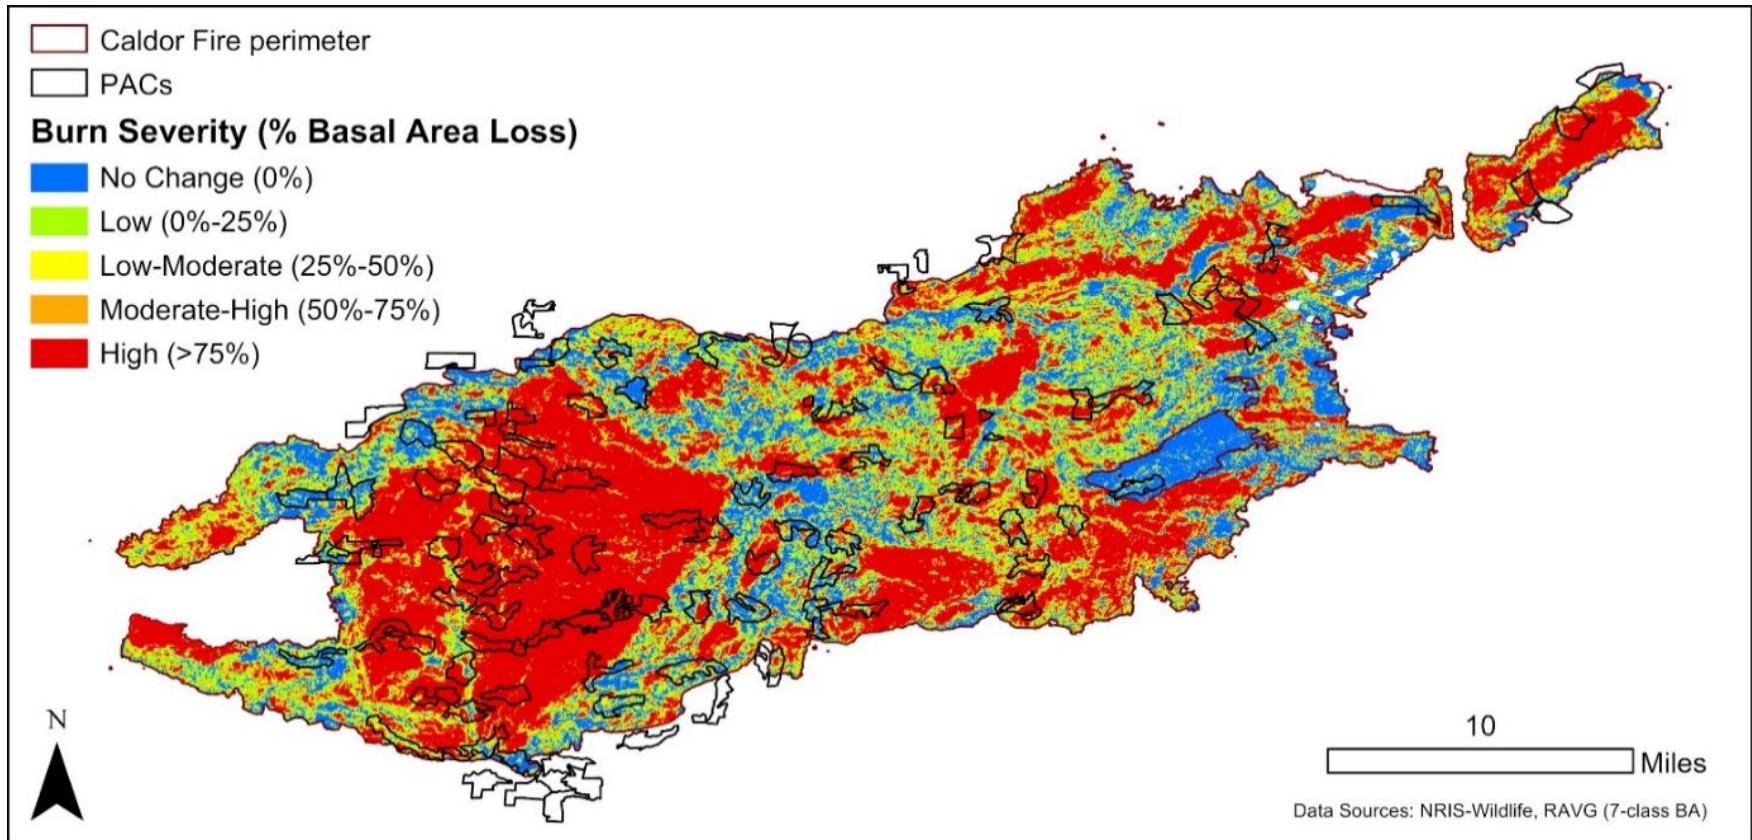 Caldor Fire perimeter
PACs
Burn Severity (% Basal Area Loss)
No Change (0%)
Low (0%-25%)
Low-Moderate (25%-50%)
Moderate-High (50%-75%)
High (>75%)
N
10
Miles
Data Sources: NRIS-Wildlife, RAVG (7-class BA)